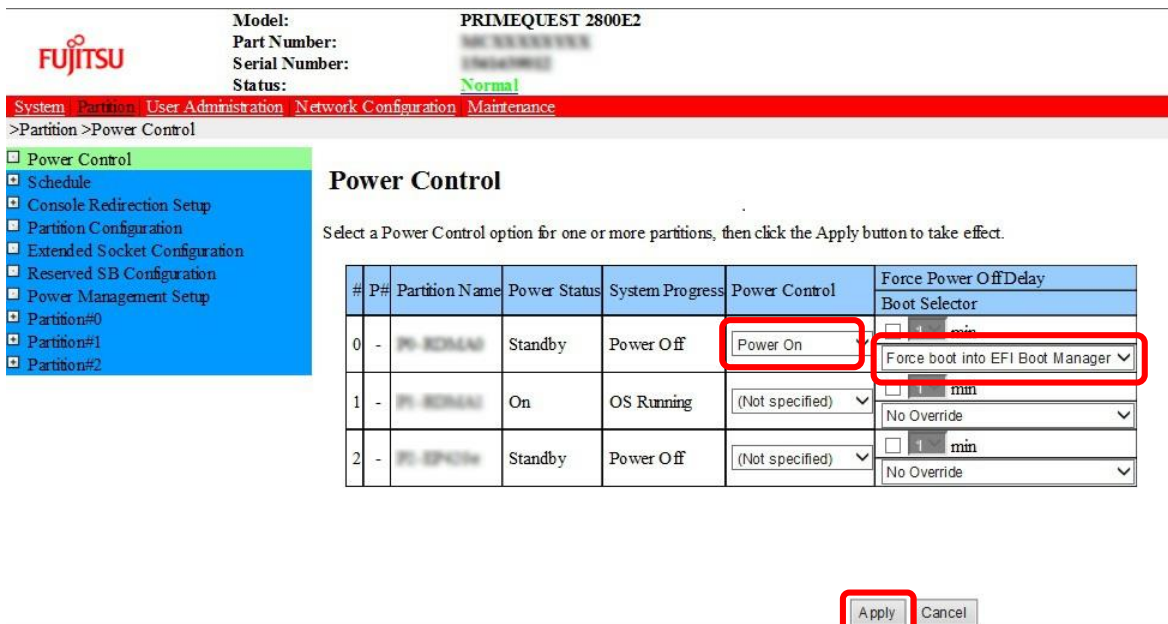 FUJITSU
Model: PRIMEQUEST 2800E2
Part Number:
Serial Number:
Status: Normal
System | Partition | User Administration | Network Configuration | Maintenance
>Partition >Power Control
Power Control
Schedule
Console Redirection Setup
Partition Configuration
Extended Socket Configuration
Reserved SB Configuration
Power Management Setup
Partition#0
Partition#1
Partition#2
Power Control
Select a Power Control option for one or more partitions, then click the Apply button to take effect.
# P# Partition Name Power Status System Progress Power Control Force Power Off Delay
Boot Selector
0 - Standby Power Off Power On 1 min
Force boot into EFI Boot Manager
1 - On OS Running (Not specified) 1 min
No Override
2 - Standby Power Off (Not specified) 1 min
No Override
Apply Cancel